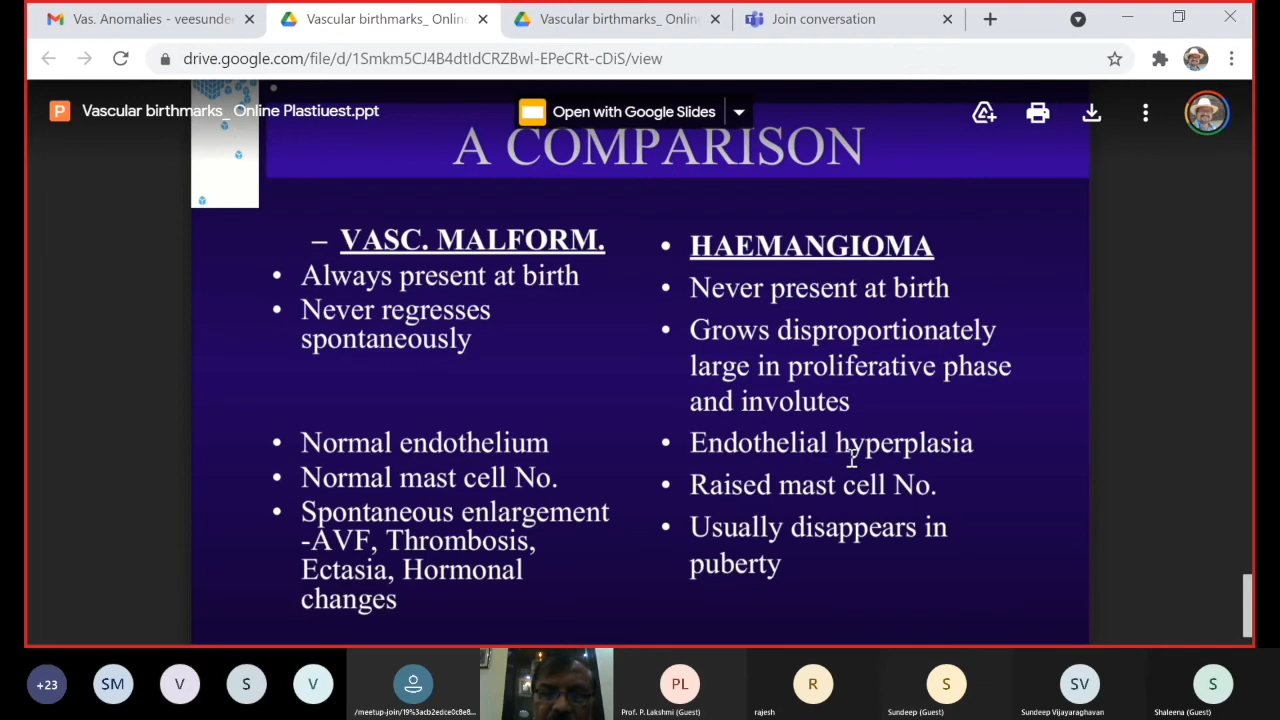 Vas. Anomalies - veesunde
Vascular birthmarks_ Onlin
Vascular birthmarks_ Onlin
Join conversation
drive.google.com/file/d/1Smkm5CJ4B4dtIdCRZBwl-EPeCRt-cDiS/view
P
Vascular birthmarks_ Online Plastiuest.ppt
Open with Google Slides
A COMPARISON
– VASC. MALFORM.
• Always present at birth
• Never regresses
spontaneously
• Normal endothelium
• Normal mast cell No.
• Spontaneous enlargement
-AVF, Thrombosis,
Ectasia, Hormonal
changes
• HAEMANGIOMA
• Never present at birth
• Grows disproportionately
large in proliferative phase
and involutes
• Endothelial hyperplasia
• Raised mast cell No.
• Usually disappears in
puberty
+23
SM
V
S
V
/meetup-join/19%3acb2edce0c8e8...
PL
Prof. P. Lakshmi (Guest)
R
rajesh
S
Sundeep (Guest)
SV
Sundeep Vijayaraghavan
S
Shaleena (Guest)